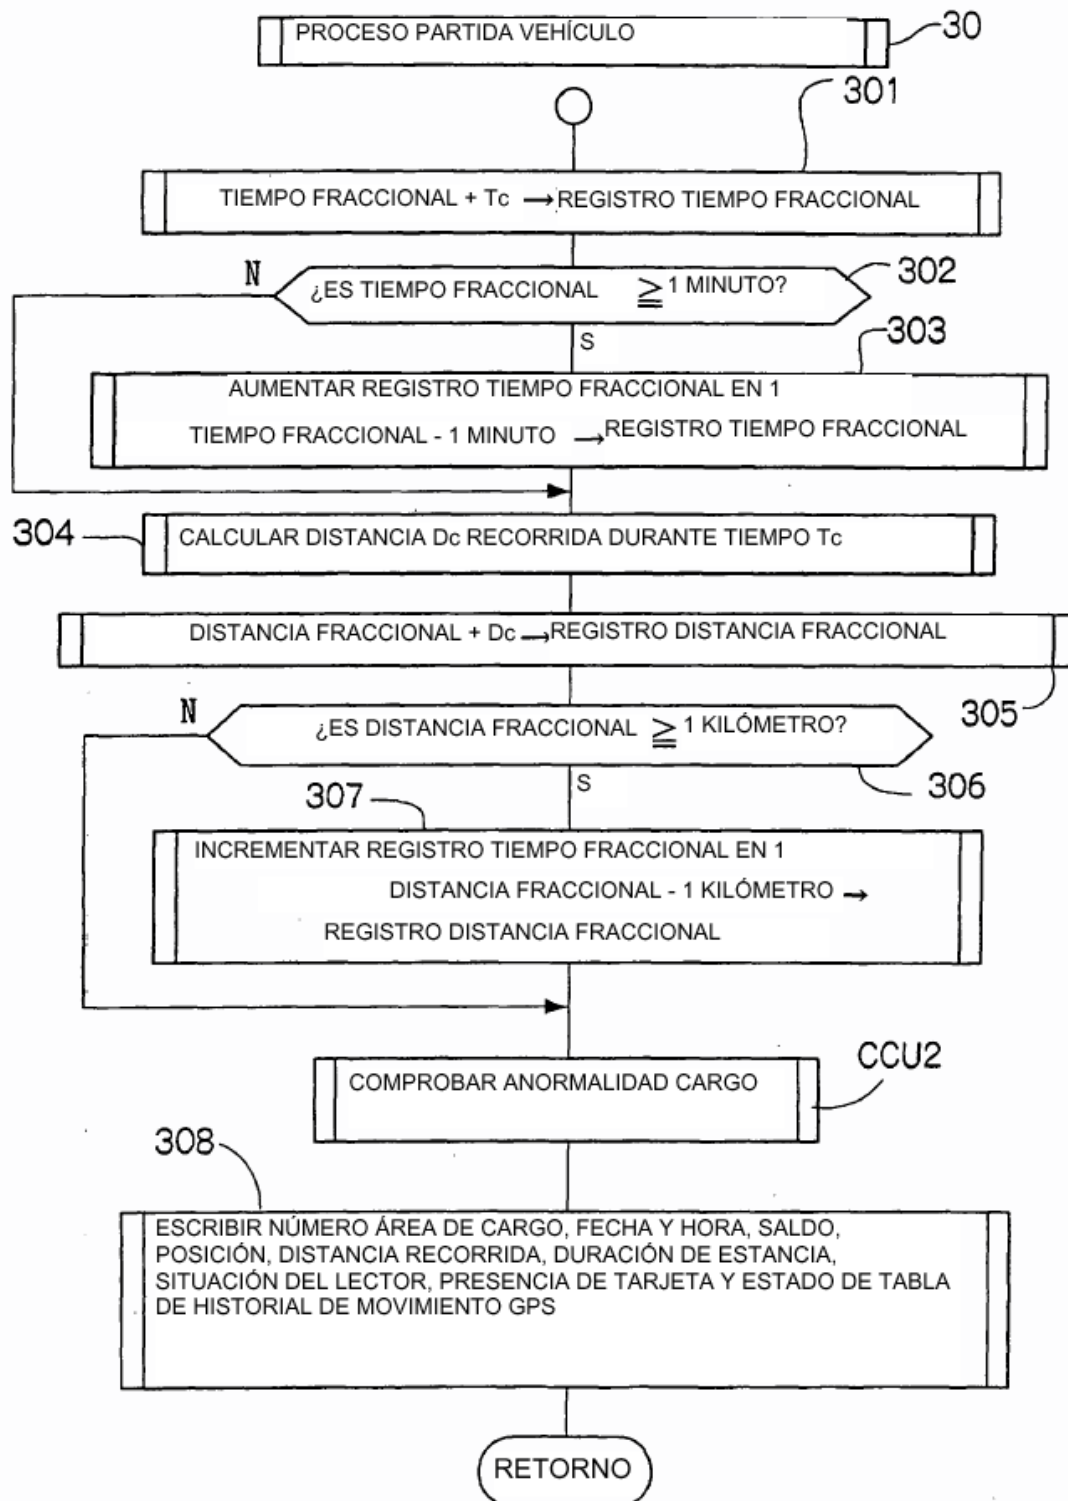 PROCESO PARTIDA VEHÍCULO
30
301
TIEMPO FRACCIONAL + Tc → REGISTRO TIEMPO FRACCIONAL
N
¿ES TIEMPO FRACCIONAL ≧ 1 MINUTO?
302
S
303
AUMENTAR REGISTRO TIEMPO FRACCIONAL EN 1
TIEMPO FRACCIONAL - 1 MINUTO → REGISTRO TIEMPO FRACCIONAL
304
CALCULAR DISTANCIA Dc RECORRIDA DURANTE TIEMPO Tc
DISTANCIA FRACCIONAL + Dc → REGISTRO DISTANCIA FRACCIONAL
305
N
¿ES DISTANCIA FRACCIONAL ≧ 1 KILÓMETRO?
306
S
307
INCREMENTAR REGISTRO TIEMPO FRACCIONAL EN 1
DISTANCIA FRACCIONAL - 1 KILÓMETRO →
REGISTRO DISTANCIA FRACCIONAL
CCU2
COMPROBAR ANORMALIDAD CARGO
308
ESCRIBIR NÚMERO ÁREA DE CARGO, FECHA Y HORA, SALDO,
POSICIÓN, DISTANCIA RECORRIDA, DURACIÓN DE ESTANCIA,
SITUACIÓN DEL LECTOR, PRESENCIA DE TARJETA Y ESTADO DE TABLA
DE HISTORIAL DE MOVIMIENTO GPS
RETORNO